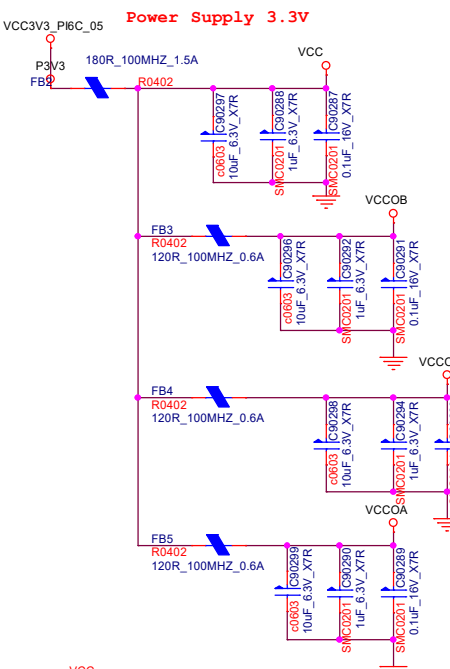 Power Supply 3.3V
VCC3V3_PI6C_05
P3V3
FB2
180R_100MHZ_1.5A
R0402
VCC
C90297
10uF_6.3V_X7R
c0603
C90288
1uF_6.3V_X7R
SMC0201
C90287
0.1uF_16V_X7R
SMC0201
VCCOB
FB3
R0402
120R_100MHZ_0.6A
C90296
10uF_6.3V_X7R
c0603
C90292
1uF_6.3V_X7R
SMC0201
C90291
0.1uF_16V_X7R
SMC0201
FB4
R0402
120R_100MHZ_0.6A
C90298
10uF_6.3V_X7R
c0603
C90294
1uF_6.3V_X7R
SMC0201
VCCOA
FB5
R0402
120R_100MHZ_0.6A
C90299
10uF_6.3V_X7R
c0603
C90290
1uF_6.3V_X7R
SMC0201
C90289
0.1uF_16V_X7R
SMC0201